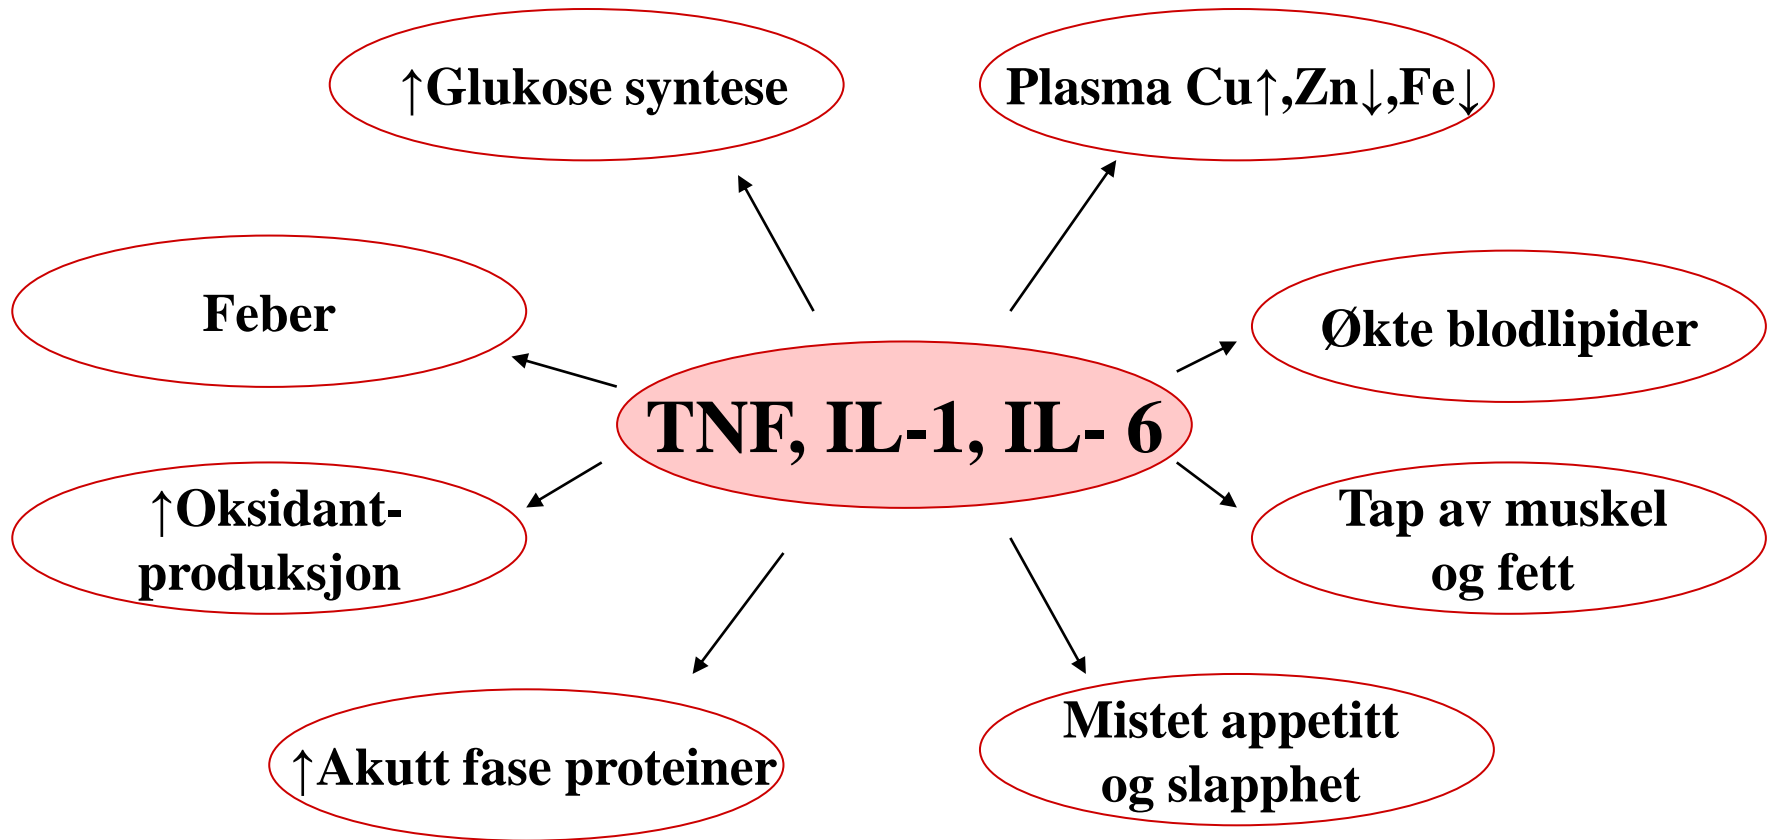 ↑Glukose syntese
Plasma Cu↑,Zn↓,Fe↓
Feber
Økte blodlipider
TNF, IL-1, IL- 6
↑Oksidant-
produksjon
Tap av muskel
og fett
↑Akutt fase proteiner
Mistet appetitt
og slapphet